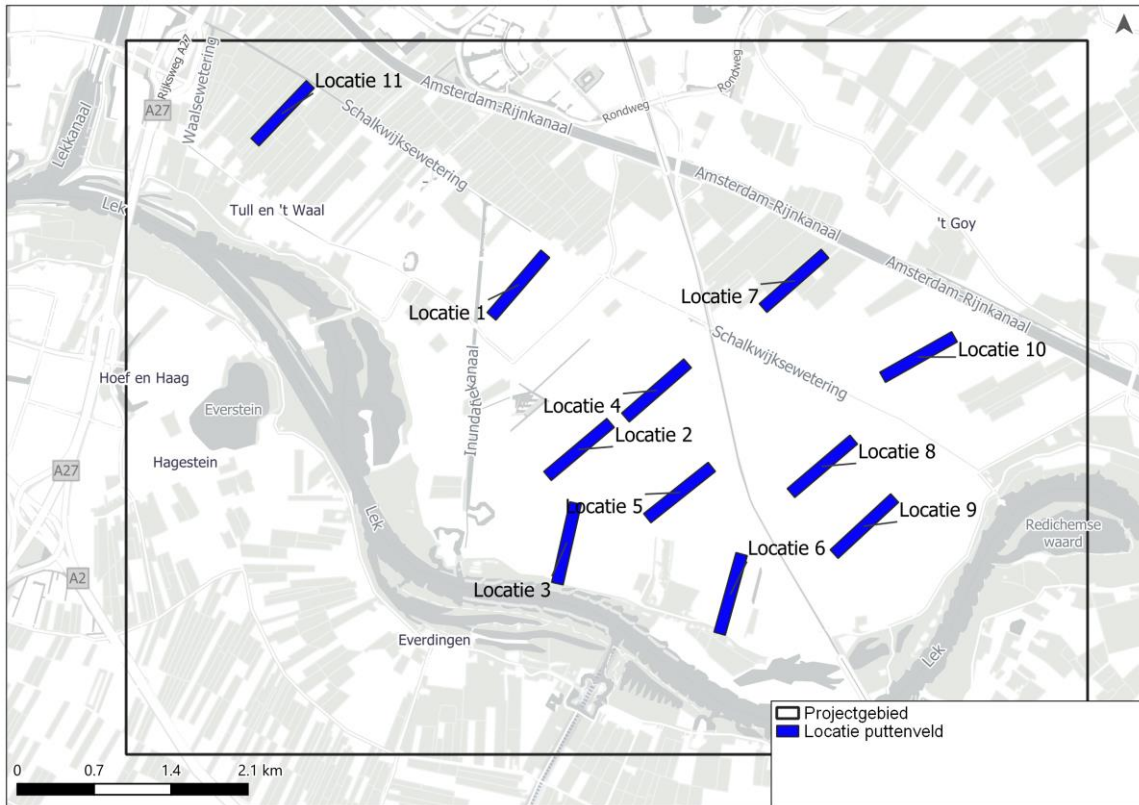 Locatie 11
Rijksweg A27
A27
Waalsewetering
Lekkanaal
Schalkwijksewetering
Amsterdam-Rijnkanaal
Rondweg
Rondweg
Lek
Tull en 't Waal
Amsterdam-Rijnkanaal
't Goy
Amsterdam-Rijnkanaal
Locatie 1
Locatie 7
Schalkwijksewetering
Locatie 10
Inundatiekanaal
Hoef en Haag
Everstein
Locatie 4
Locatie 2
Hagestein
A27
Locatie 8
Locatie 5
Locatie 9
Lek
Redichemse
waard
Locatie 6
A2
Locatie 3
Everdingen
Lek
Projectgebied
Locatie puttenveld
0 0.7 1.4 2.1 km